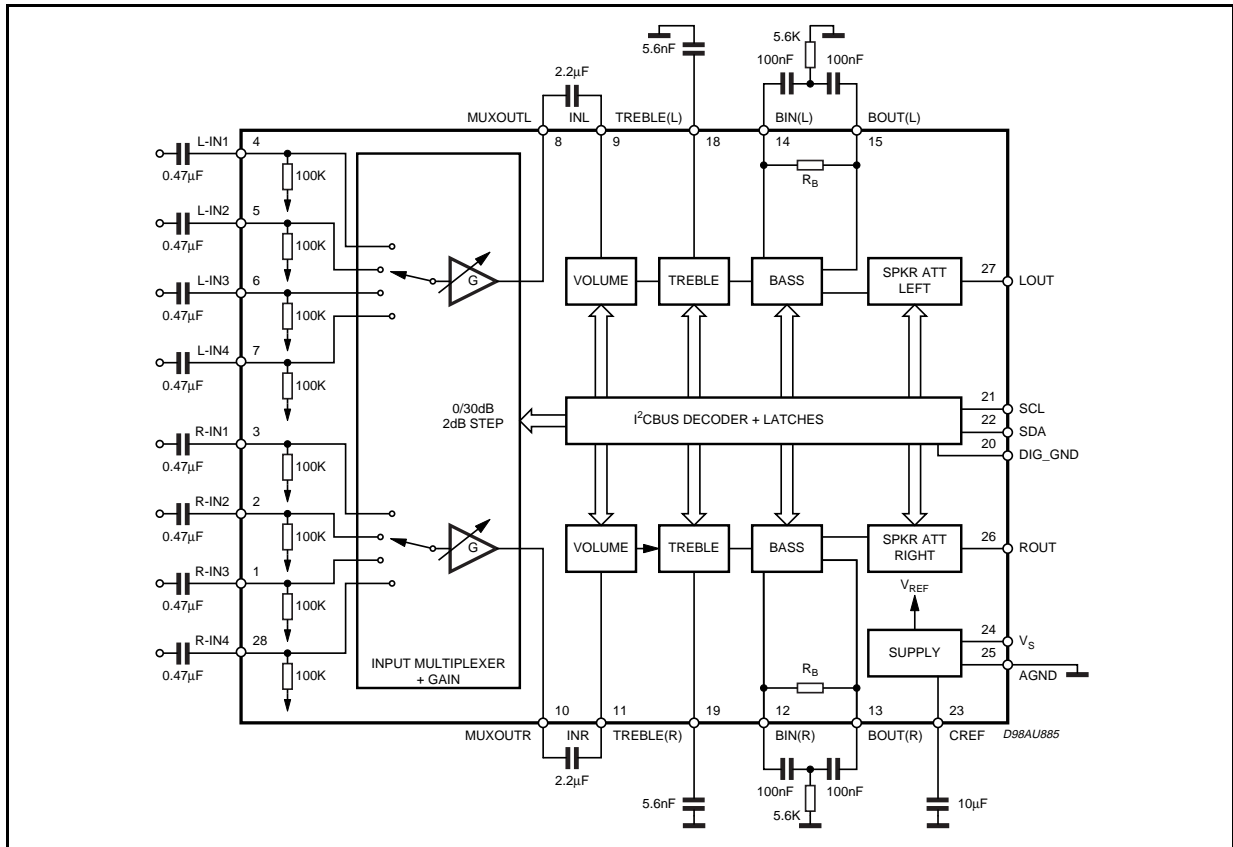 5.6K
5.6nF
100nF
100nF
2.2μF
MUXOUTL
INL
TREBLE(L)
BIN(L)
BOUT(L)
8
9
18
14
15
L-IN1
4
0.47μF
100K
R_B
L-IN2
5
0.47μF
100K
L-IN3
6
0.47μF
100K
G
VOLUME
TREBLE
BASS
SPKR ATT
LEFT
27
LOUT
L-IN4
7
0.47μF
100K
0/30dB
2dB STEP
I²CBUS DECODER + LATCHES
21
SCL
22
SDA
20
DIG_GND
R-IN1
3
0.47μF
100K
R-IN2
2
0.47μF
100K
G
VOLUME
TREBLE
BASS
SPKR ATT
RIGHT
26
ROUT
R-IN3
1
0.47μF
100K
V_REF
R-IN4
28
0.47μF
100K
INPUT MULTIPLEXER
+ GAIN
R_B
SUPPLY
24
V_S
25
AGND
10
11
19
12
13
23
MUXOUTR
INR
TREBLE(R)
BIN(R)
BOUT(R)
CREF
D98AU885
2.2μF
5.6nF
100nF
100nF
5.6K
10μF